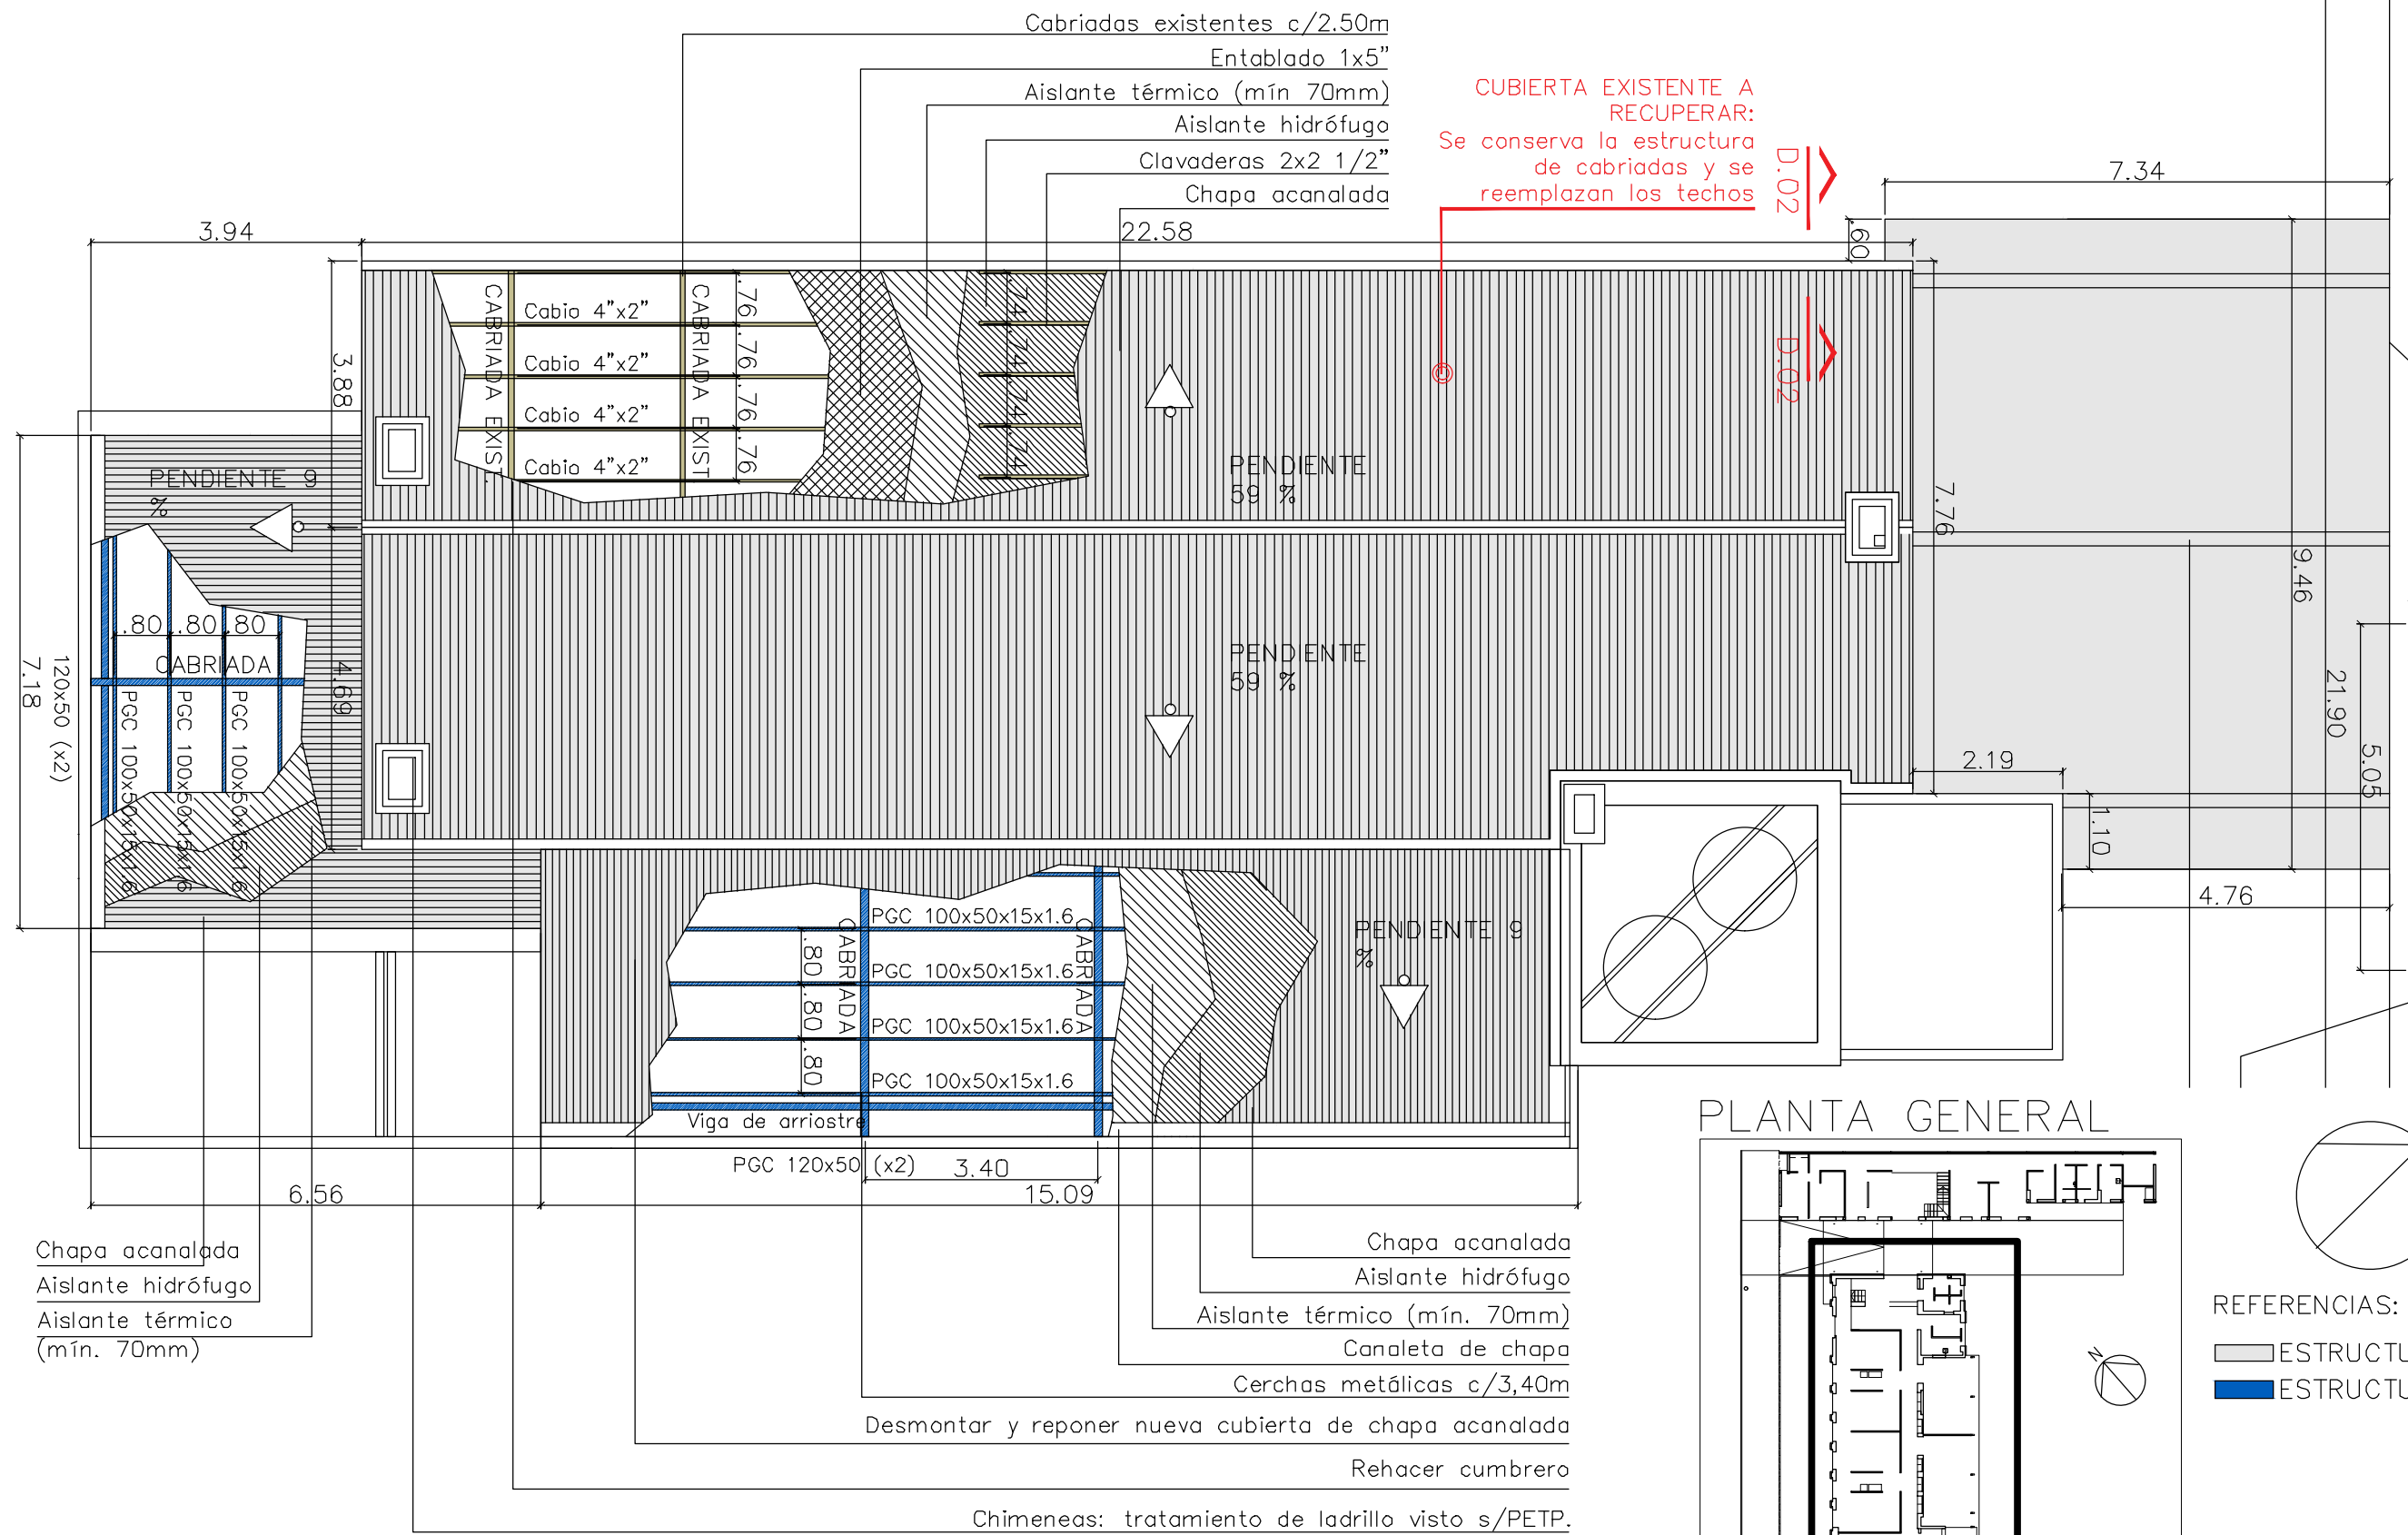 Cabriadas existentes c/2.50m
Entablado 1x5"
Aislante térmico (mín 70mm)
Aislante hidrófugo
Clavaderas 2x2 1/2"
Chapa acanalada
CUBIERTA EXISTENTE A
RECUPERAR:
Se conserva la estructura
de cabriadas y se
reemplazan los techos
D.02
D.02
7.34
3.94
22.58
.60
3.88
CABRIADA EXIST.
CABRIADA EXIST
Cabio 4"x2"
Cabio 4"x2"
Cabio 4"x2"
Cabio 4"x2"
.76
.76
.76
.76
.74
.74
.74
.74
PENDIENTE
59 %
PENDIENTE 9
%
7.76
9.46
.80
.80
.80
CABRIADA
4.69
PENDIENTE
59 %
7.18
120x50 (x2)
PGC 100x50x15x1.6
PGC 100x50x15x1.6
PGC 100x50x15x1.6
21.90
5.05
2.19
1.10
4.76
CABRIADA
CABRIADA
PGC 100x50x15x1.6
PGC 100x50x15x1.6
PGC 100x50x15x1.6
PGC 100x50x15x1.6
.80
.80
.80
PENDIENTE 9
%
Viga de arriostre
PGC 120x50 (x2)
3.40
6.56
15.09
Chapa acanalada
Aislante hidrófugo
Aislante térmico
(mín. 70mm)
Chapa acanalada
Aislante hidrófugo
Aislante térmico (mín. 70mm)
Canaleta de chapa
Cerchas metálicas c/3,40m
Desmontar y reponer nueva cubierta de chapa acanalada
Rehacer cumbrero
Chimeneas: tratamiento de ladrillo visto s/PETP.
PLANTA GENERAL
N
REFERENCIAS:
ESTRUCTU
ESTRUCTU